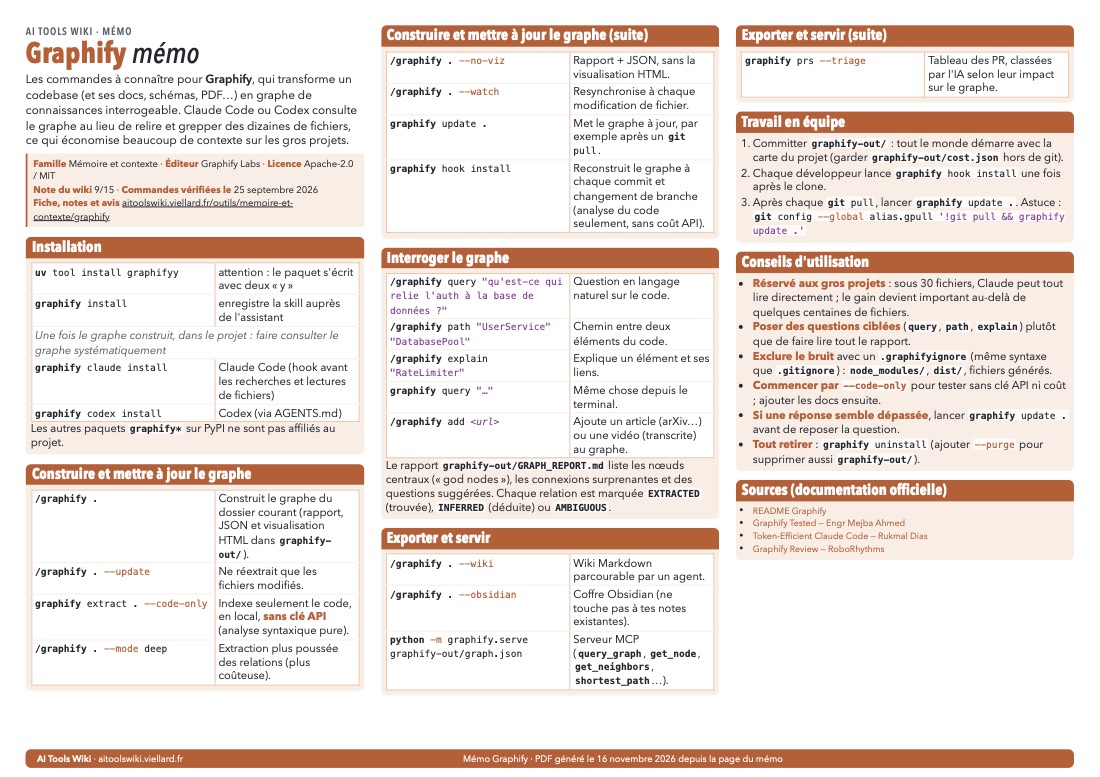 AI TOOLS WIKI · MÉMO
Graphify mémo
Les commandes à connaître pour Graphify, qui transforme un
codebase (et ses docs, schémas, PDF…) en graphe de
connaissances interrogeable. Claude Code ou Codex consulte
le graphe au lieu de relire et grepper des dizaines de fichiers,
ce qui économise beaucoup de contexte sur les gros projets.
Famille Mémoire et contexte · Éditeur Graphify Labs · Licence Apache-2.0
/ MIT
Note du wiki 9/15 · Commandes vérifiées le 25 septembre 2026
Fiche, notes et avis aitoolswiki.viellard.fr/outils/memoire-et-
contexte/graphify
Installation
uv tool install graphifyy
attention : le paquet s'écrit
avec deux « y »
graphify install
enregistre la skill auprès
de l'assistant
Une fois le graphe construit, dans le projet : faire consulter le
graphe systématiquement
graphify claude install
Claude Code (hook avant
les recherches et lectures
de fichiers)
graphify codex install
Codex (via AGENTS.md)
Les autres paquets graphify* sur PyPI ne sont pas affiliés au
projet.
Construire et mettre à jour le graphe
/graphify .
Construit le graphe du
dossier courant (rapport,
JSON et visualisation
HTML dans graphify-
out/).
/graphify . --update
Ne réextrait que les
fichiers modifiés.
graphify extract . --code-only
Indexe seulement le code,
en local, sans clé API
(analyse syntaxique pure).
/graphify . --mode deep
Extraction plus poussée
des relations (plus
coûteuse).
Construire et mettre à jour le graphe (suite)
/graphify . --no-viz
Rapport + JSON, sans la
visualisation HTML.
/graphify . --watch
Resynchronise à chaque
modification de fichier.
graphify update .
Met le graphe à jour, par
exemple après un git
pull.
graphify hook install
Reconstruit le graphe à
chaque commit et
changement de branche
(analyse du code
seulement, sans coût API).
Interroger le graphe
/graphify query "qu'est-ce qui
relie l'auth à la base de
données ?"
Question en langage
naturel sur le code.
/graphify path "UserService"
"DatabasePool"
Chemin entre deux
éléments du code.
/graphify explain
"RateLimiter"
Explique un élément et ses
liens.
graphify query "…"
Même chose depuis le
terminal.
/graphify add <url>
Ajoute un article (arXiv…)
ou une vidéo (transcrite)
au graphe.
Le rapport graphify-out/GRAPH_REPORT.md liste les nœuds
centraux (« god nodes »), les connexions surprenantes et des
questions suggérées. Chaque relation est marquée EXTRACTED
(trouvée), INFERRED (déduite) ou AMBIGUOUS.
Exporter et servir
/graphify . --wiki
Wiki Markdown
parcourable par un agent.
/graphify . --obsidian
Coffre Obsidian (ne
touche pas à tes notes
existantes).
python -m graphify.serve
graphify-out/graph.json
Serveur MCP
(query_graph, get_node,
get_neighbors,
shortest_path…).
Exporter et servir (suite)
graphify prs --triage
Tableau des PR, classées
par l'IA selon leur impact
sur le graphe.
Travail en équipe
1. Committer graphify-out/ : tout le monde démarre avec la
carte du projet (garder graphify-out/cost.json hors de git).
2. Chaque développeur lance graphify hook install une fois
après le clone.
3. Après chaque git pull, lancer graphify update .. Astuce :
git config --global alias.gpull '!git pull && graphify
update .'
Conseils d'utilisation
• Réservé aux gros projets : sous 30 fichiers, Claude peut tout
lire directement ; le gain devient important au-delà de
quelques centaines de fichiers.
• Poser des questions ciblées (query, path, explain) plutôt
que de faire lire tout le rapport.
• Exclure le bruit avec un .graphifyignore (même syntaxe
que .gitignore) : node_modules/, dist/, fichiers générés.
• Commencer par --code-only pour tester sans clé API ni coût
; ajouter les docs ensuite.
• Si une réponse semble dépassée, lancer graphify update .
avant de reposer la question.
• Tout retirer : graphify uninstall (ajouter --purge pour
supprimer aussi graphify-out/).
Sources (documentation officielle)
• README Graphify
• Graphify Tested – Engr Mejba Ahmed
• Token-Efficient Claude Code – Rukmal Dias
• Graphify Review – RoboRhythms
AI Tools Wiki · aitoolswiki.viellard.fr
Mémo Graphify · PDF généré le 16 novembre 2026 depuis la page du mémo